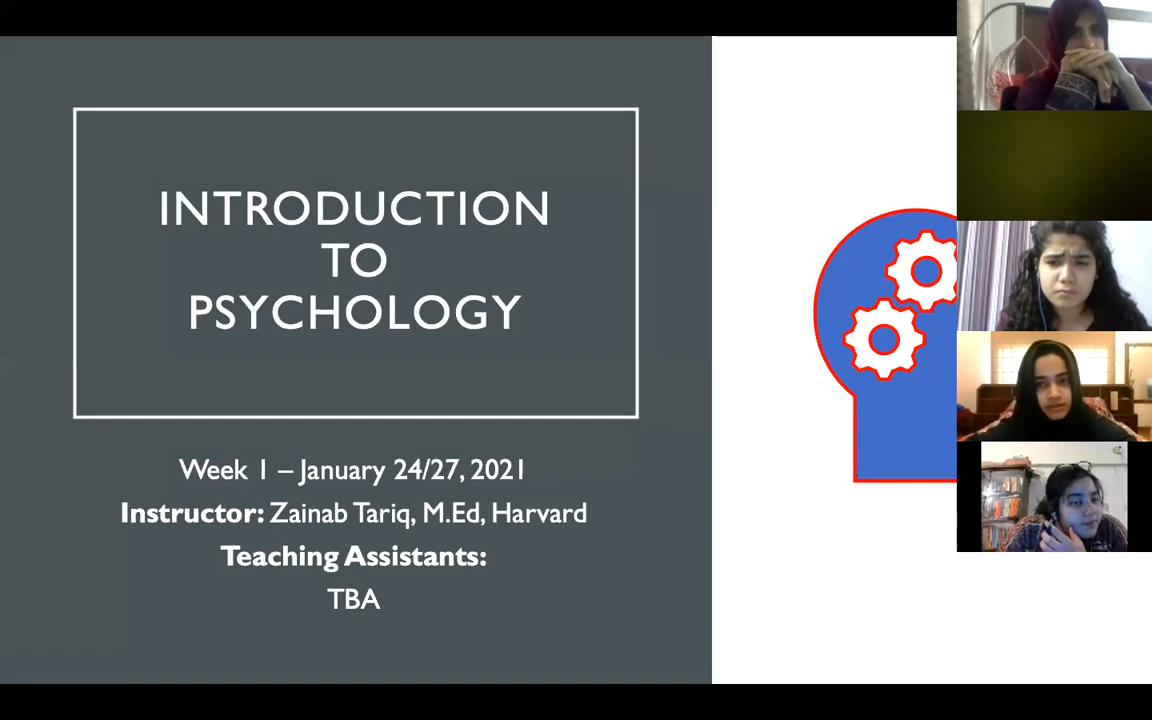 INTRODUCTION
TO
PSYCHOLOGY
Week 1 – January 24/27, 2021
Instructor: Zainab Tariq, M.Ed, Harvard
Teaching Assistants:
TBA